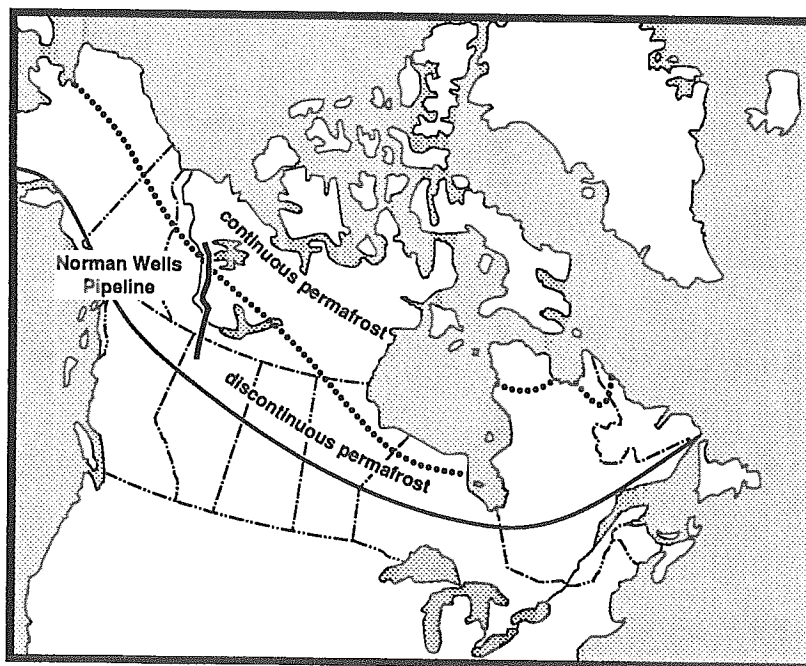 continuous permafrost
Norman Wells
Pipeline
discontinuous permafrost